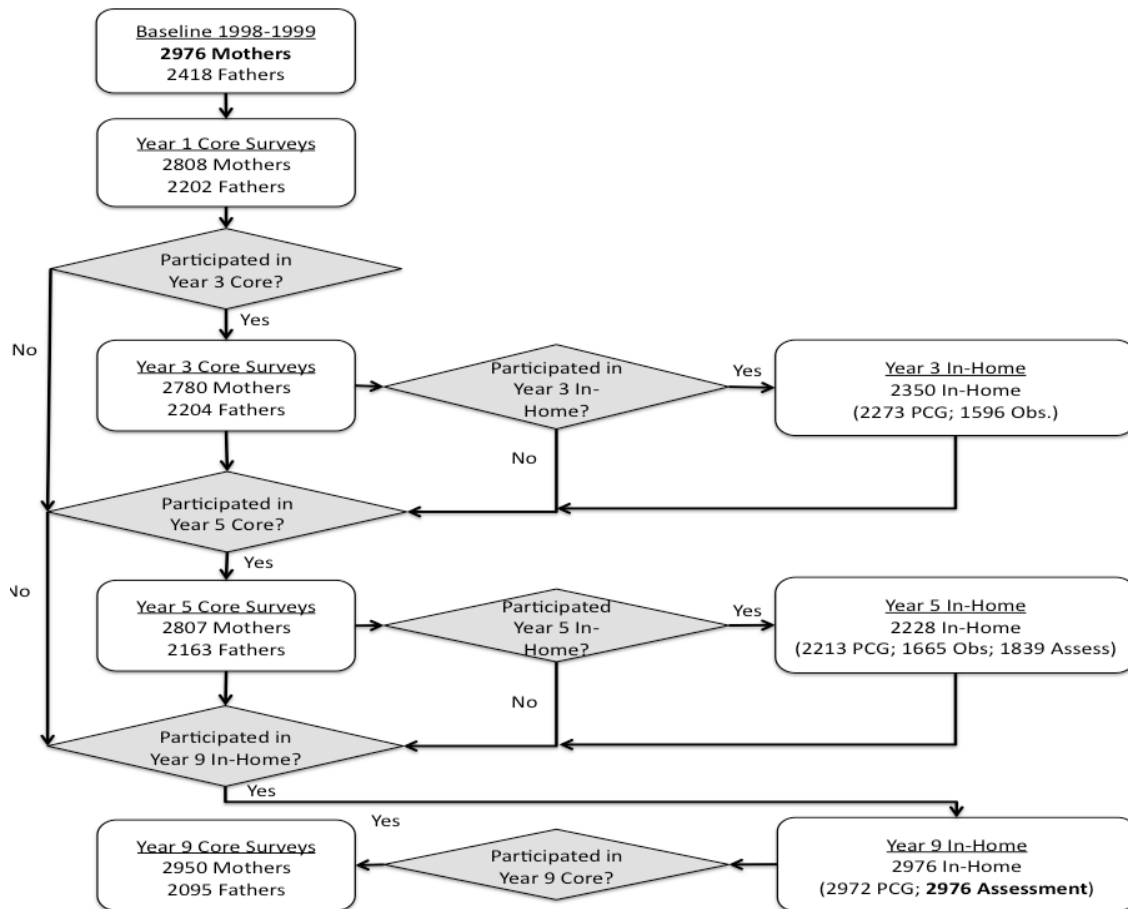 Baseline 1998-1999
2976 Mothers
2418 Fathers
Year 1 Core Surveys
2808 Mothers
2202 Fathers
Participated in
Year 3 Core?
No
Yes
Year 3 Core Surveys
2780 Mothers
2204 Fathers
Participated in
Year 3 In-
Home?
Yes
No
Year 3 In-Home
2350 In-Home
(2273 PCG; 1596 Obs.)
Participated in
Year 5 Core?
No
Yes
Year 5 Core Surveys
2807 Mothers
2163 Fathers
Participated
Year 5 In-
Home?
Yes
No
Year 5 In-Home
2228 In-Home
(2213 PCG; 1665 Obs; 1839 Assess)
Participated in
Year 9 In-Home?
Yes
Year 9 In-Home
2976 In-Home
(2972 PCG; 2976 Assessment)
Participated in
Year 9 Core?
Yes
Year 9 Core Surveys
2950 Mothers
2095 Fathers